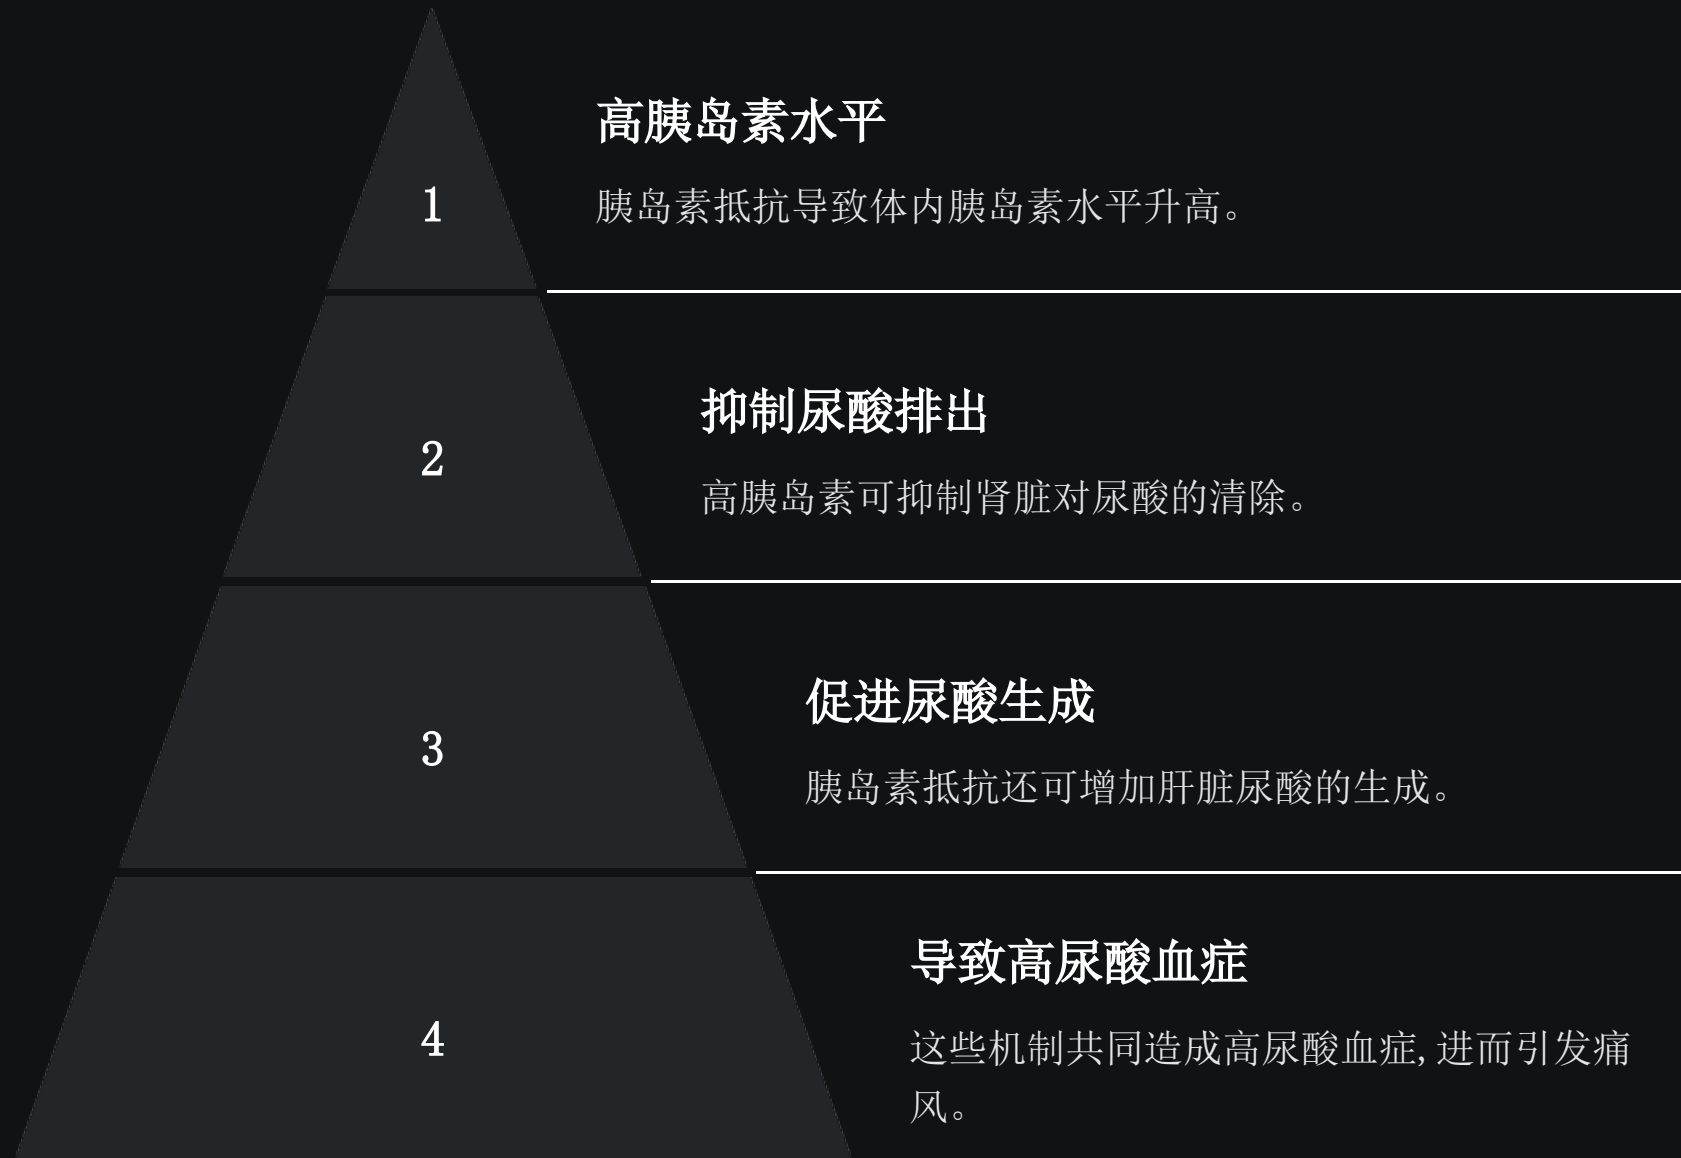 高胰岛素水平
1
胰岛素抵抗导致体内胰岛素水平升高。
抑制尿酸排出
2
高胰岛素可抑制肾脏对尿酸的清除。
促进尿酸生成
3
胰岛素抵抗还可增加肝脏尿酸的生成。
导致高尿酸血症
4
这些机制共同造成高尿酸血症,进而引发痛
风。